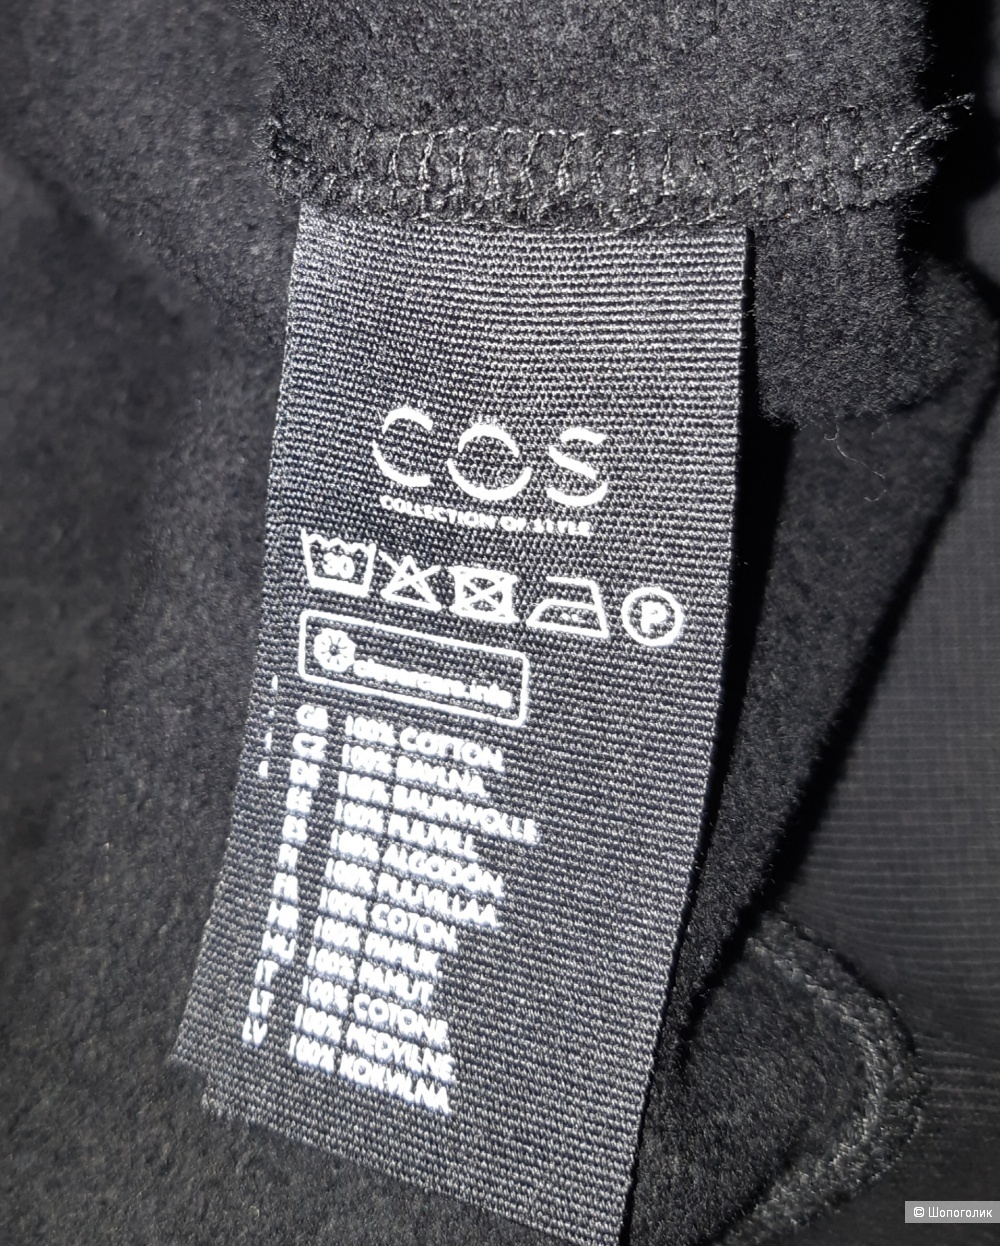 COS
COLLECTION OF STYLE
30
P
clevercare.info
GB 100% COTTON
CZ 100% BAVLNA
DE 100% BAUMWOLLE
EE 100% PUUVILL
ES 100% ALGODON
FI 100% PUUVILLAA
FR 100% COTON
HR 100% PAMUK
HU 100% PAMUT
IT 100% COTONE
LT 100% MEDVILNE
LV 100% KOKVILNA
© Шопоголик